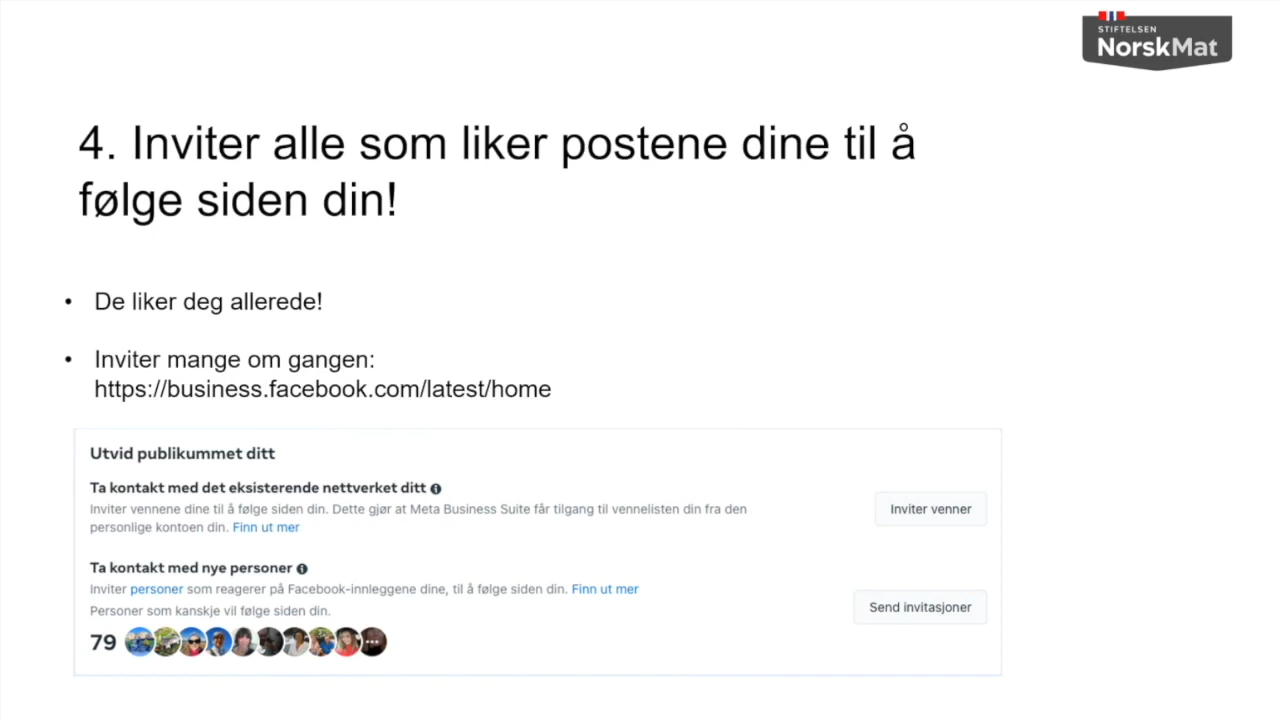 STIFTELSEN
NorskMat
4. Inviter alle som liker postene dine til å
følge siden din!
• De liker deg allerede!
• Inviter mange om gangen:
https://business.facebook.com/latest/home
Utvid publikummet ditt
Ta kontakt med det eksisterende nettverket ditt
Inviter vennene dine til å følge siden din. Dette gjør at Meta Business Suite får tilgang til vennelisten din fra den
personlige kontoen din. Finn ut mer
Inviter venner
Ta kontakt med nye personer
Inviter personer som reagerer på Facebook-innleggene dine, til å følge siden din. Finn ut mer
Personer som kanskje vil følge siden din.
Send invitasjoner
79